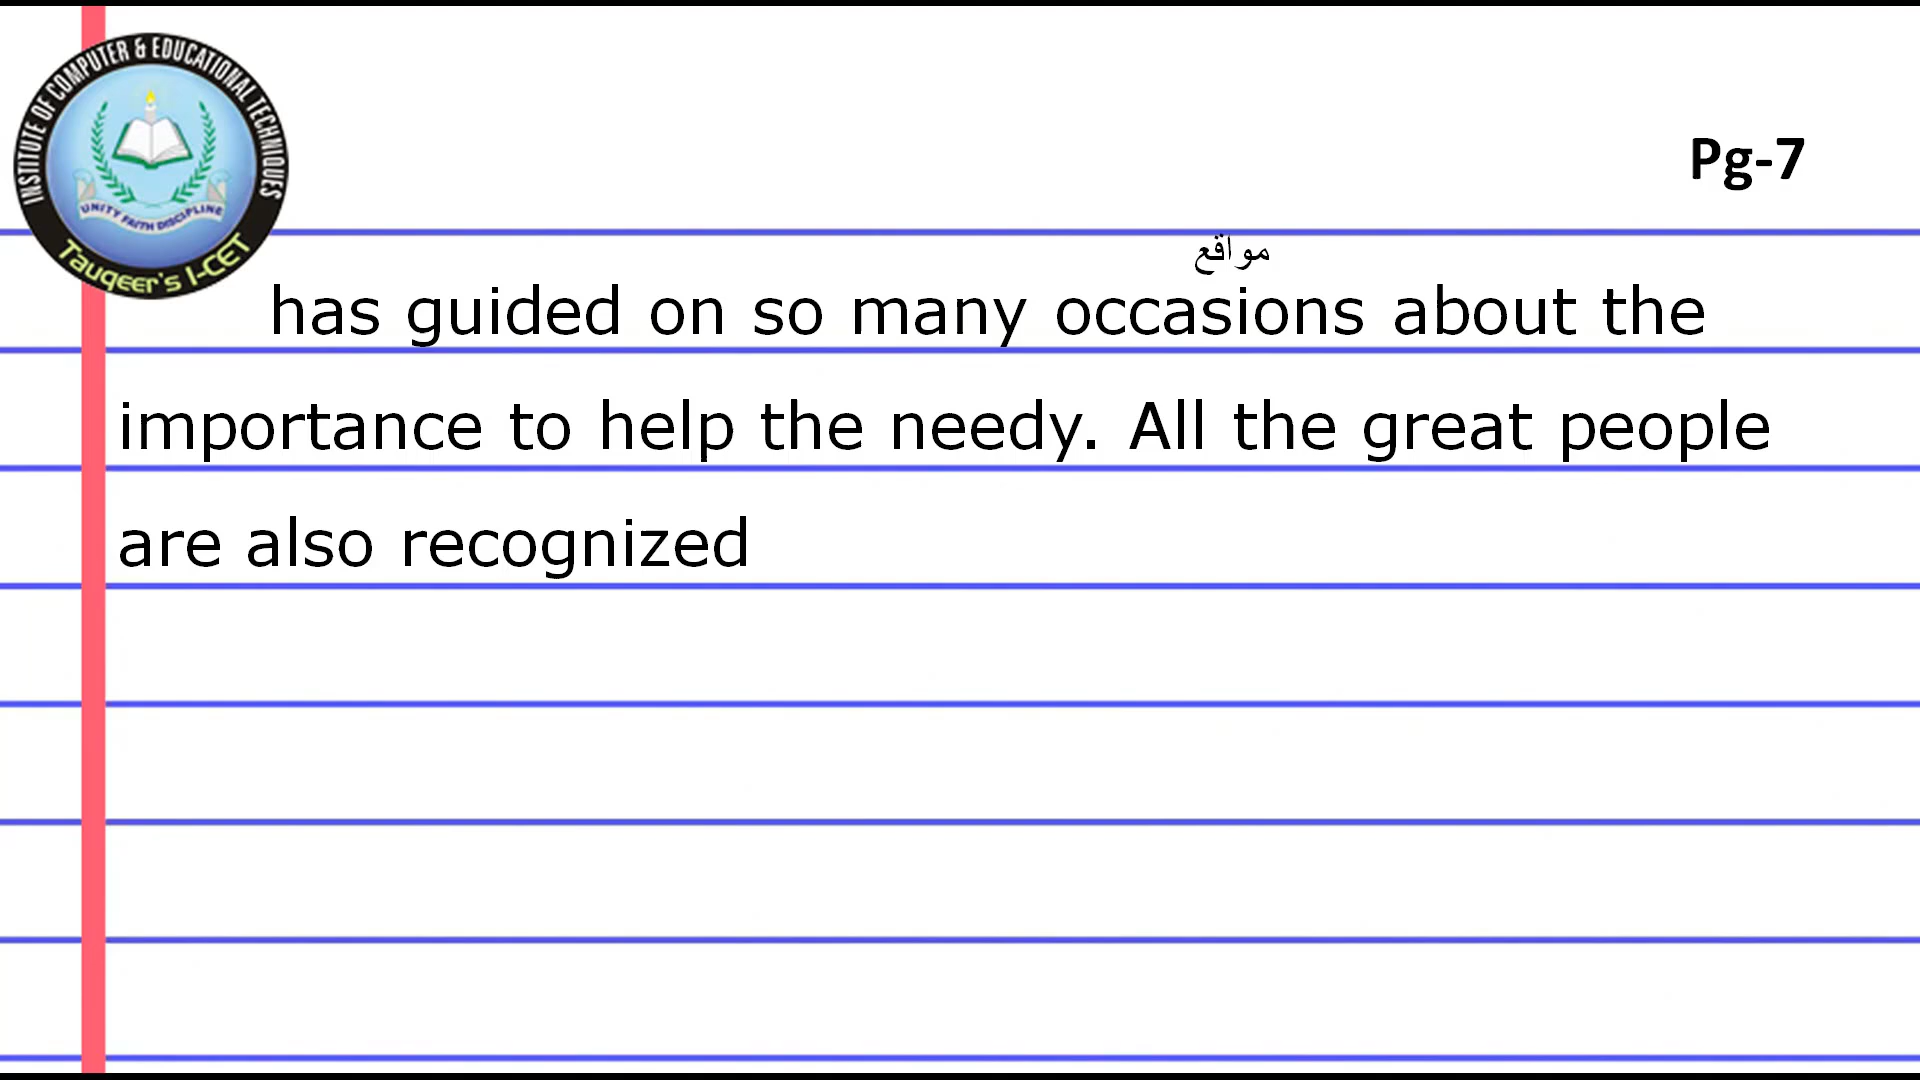 INSTITUTE OF COMPUTER & EDUCATIONAL TECHNIQUES
UNITY FAITH DISCIPLINE
Tauqeer's I-CET
Pg-7
مواقع
has guided on so many occasions about the
importance to help the needy. All the great people
are also recognized